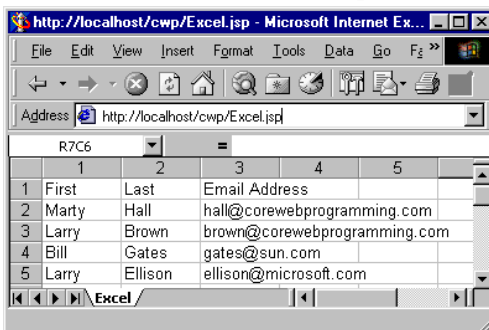 http://localhost/cwp/Excel.jsp - Microsoft Internet Ex...
File Edit View Insert Format Tools Data Go Fa »
Address http://localhost/cwp/Excel.jsp
R7C6 =
1 2 3 4 5
1 First Last Email Address
2 Marty Hall hall@corewebprogramming.com
3 Larry Brown brown@corewebprogramming.com
4 Bill Gates gates@sun.com
5 Larry Ellison ellison@microsoft.com
Excel